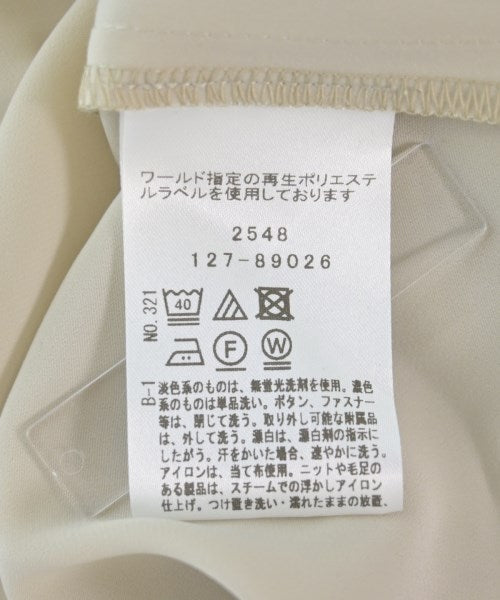 ワールド指定の再生ポリエステ
ルラベルを使用しております
2548
127-89026
NO.321
40
F
W
B-1
淡色系のものは、無蛍光洗剤を使用。濃色
系のものは単品洗い。ボタン、ファスナー
等は、閉じて洗う。取り外し可能な附属品
は、外して洗う。漂白は、漂白剤の指示に
したがう。汗をかいた場合、速やかに洗う。
アイロンは、当て布使用。ニットや毛足の
ある製品は、スチームでの浮かしアイロン
仕上げ。つけ置き洗い・濡れたままの放置、